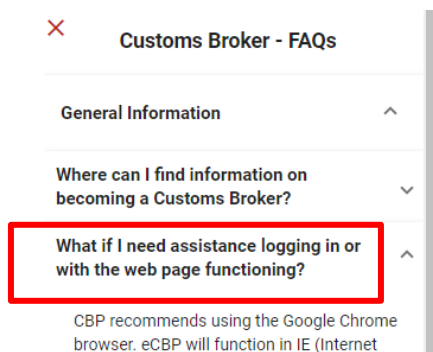 Customs Broker - FAQs
General Information
Where can I find information on
becoming a Customs Broker?
What if I need assistance logging in or
with the web page functioning?
CBP recommends using the Google Chrome
browser. eCBP will function in IE (Internet